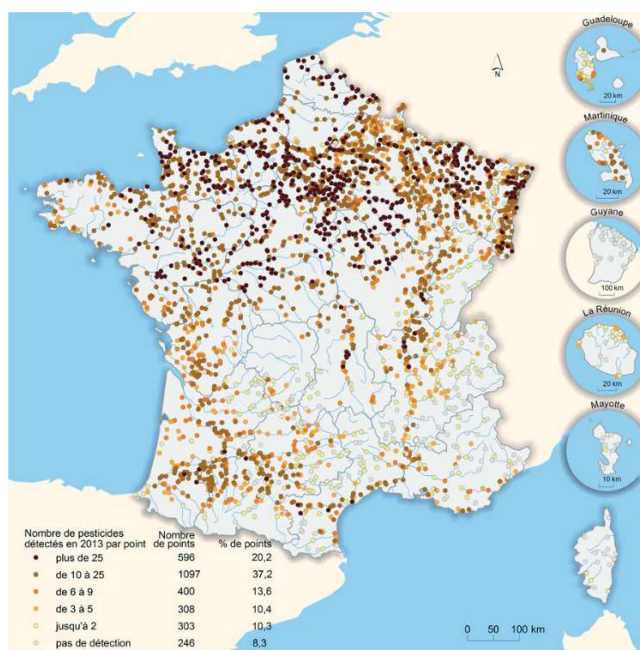 Guadeloupe
20 km
Martinique
20 km
Guyane
100 km
La Réunion
20 km
Mayotte
10 km
N
Nombre de pesticides détectés en 2013 par point Nombre de points % de points
plus de 25 596 20,2
de 10 à 25 1097 37,2
de 6 à 9 400 13,6
de 3 à 5 308 10,4
jusqu'à 2 303 10,3
pas de détection 246 8,3
0 50 100 km